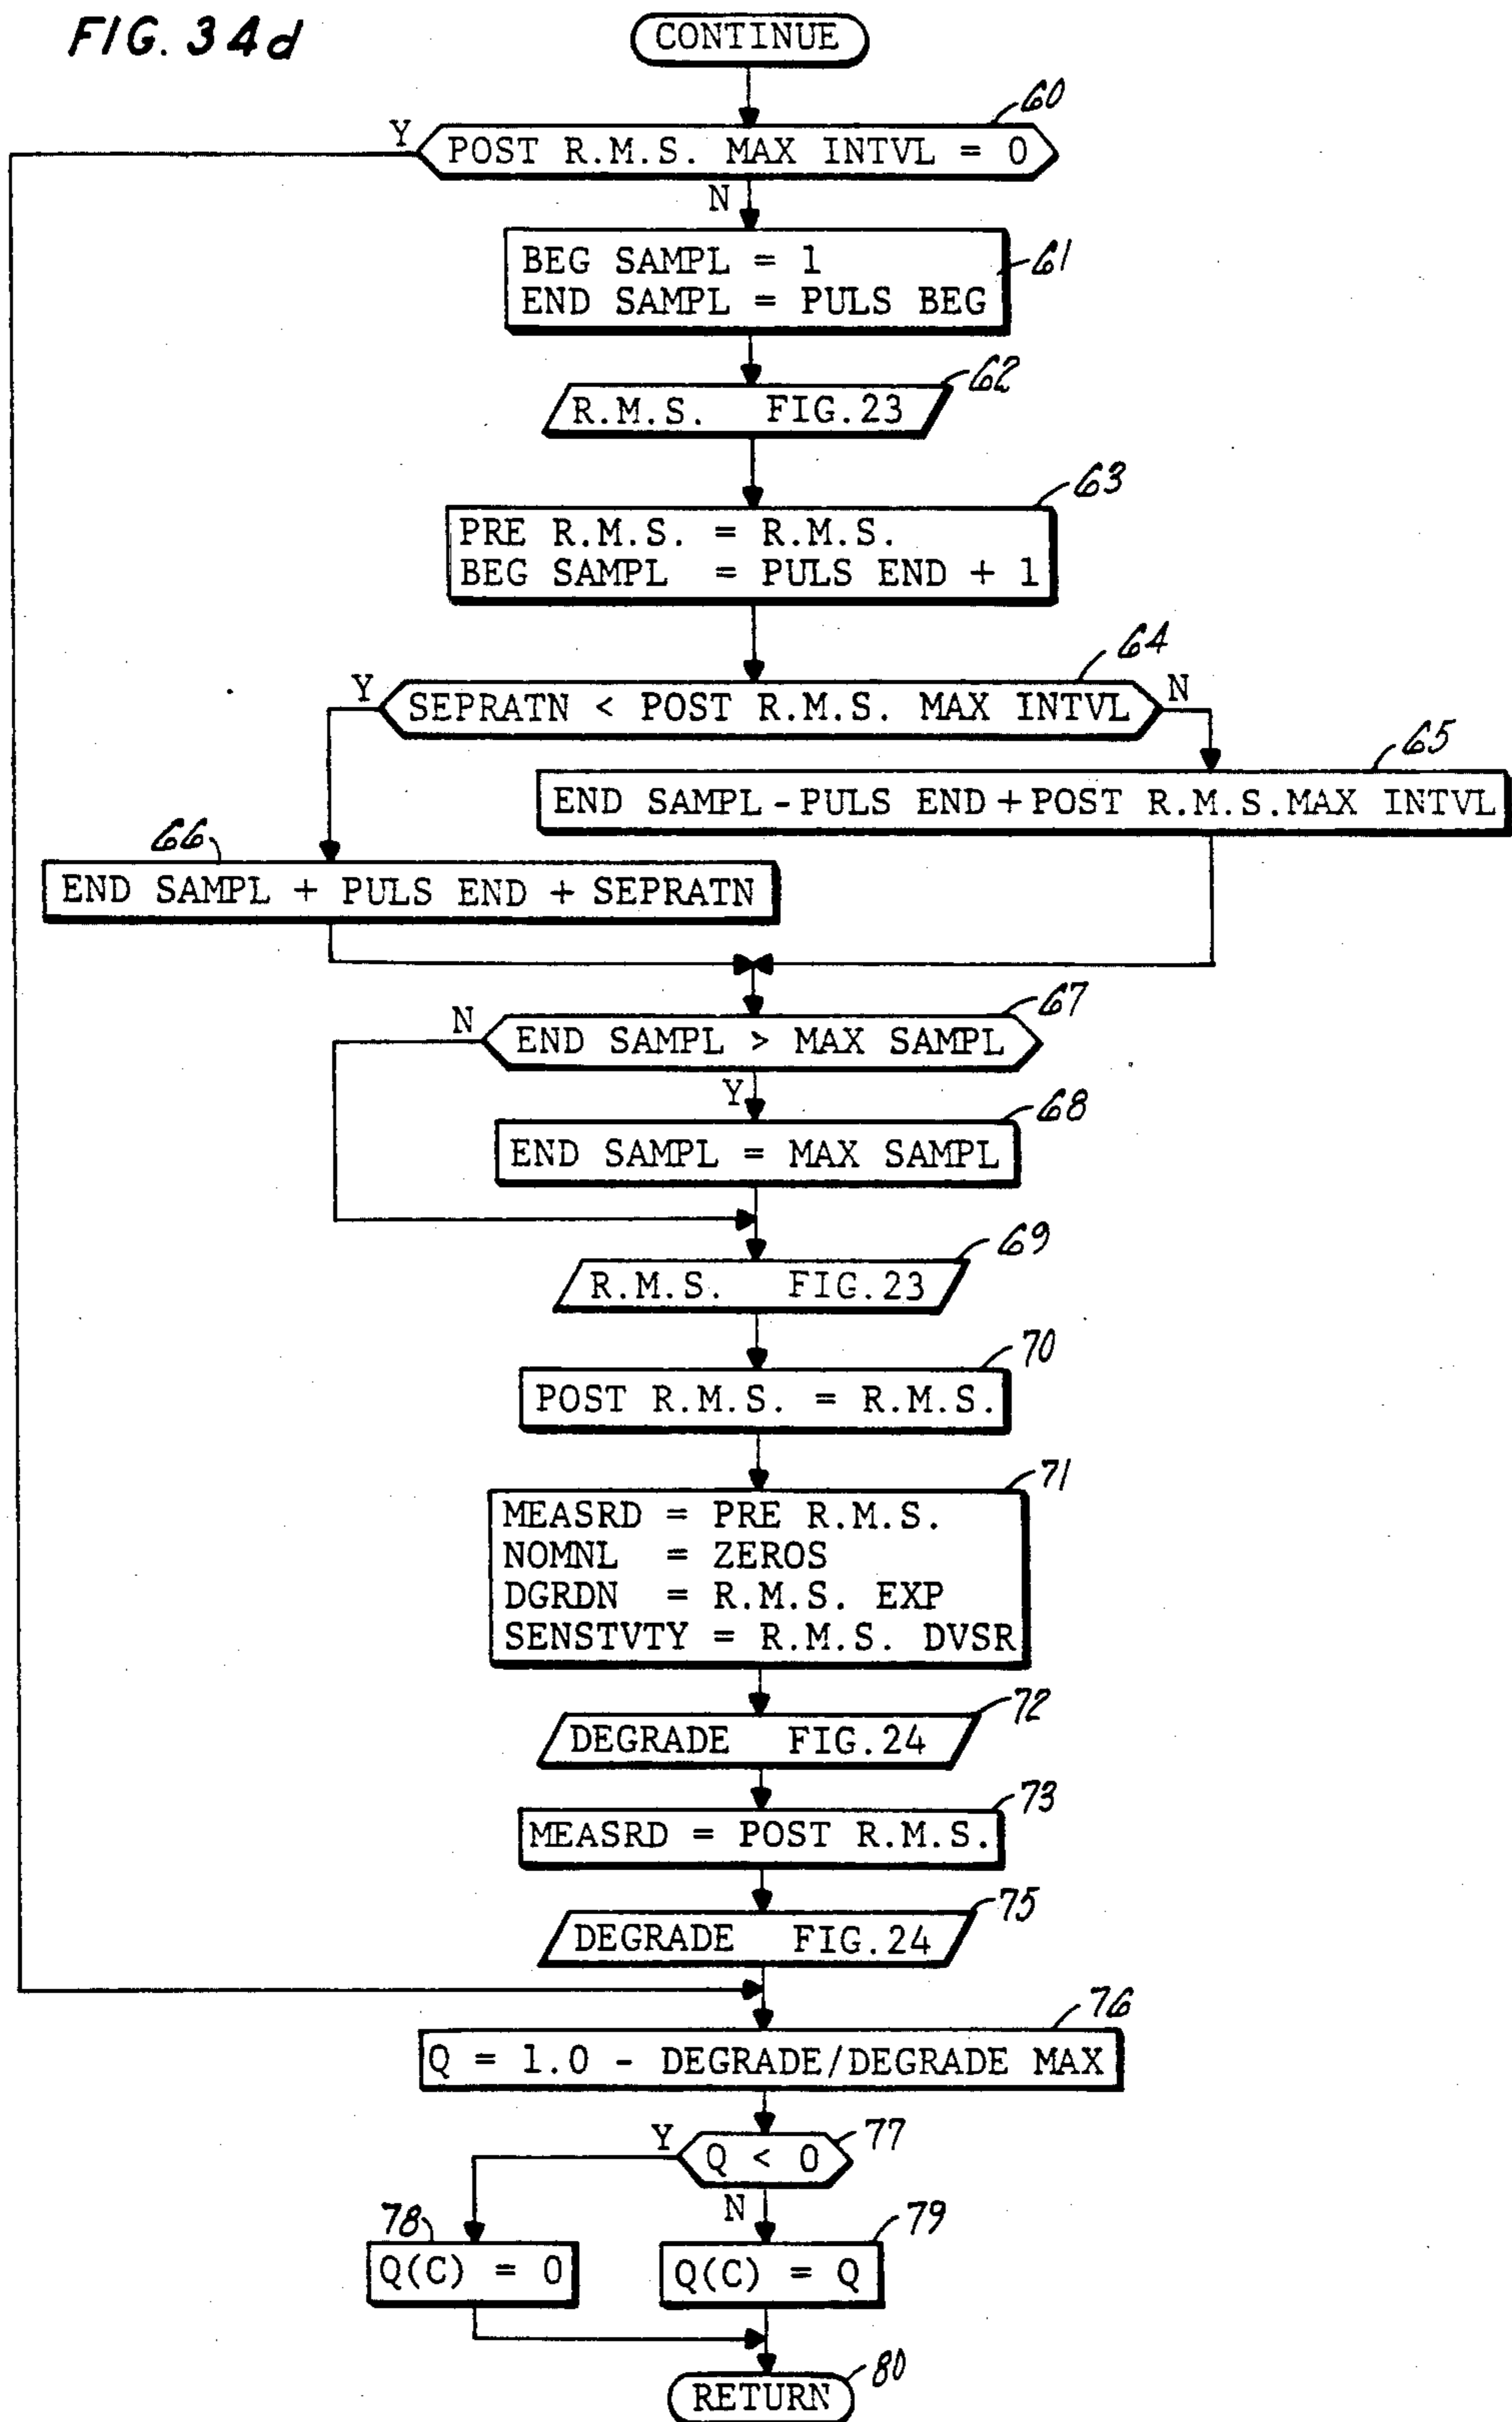 FIG. 34d
CONTINUE
60
Y
POST R.M.S. MAX INTVL = 0
N
BEG SAMPL = 1
END SAMPL = PULS BEG
61
62
R.M.S. FIG.23
63
PRE R.M.S. = R.M.S.
BEG SAMPL = PULS END + 1
64
Y
SEPRATN < POST R.M.S. MAX INTVL
N
65
END SAMPL-PULS END+POST R.M.S.MAX INTVL
66
END SAMPL + PULS END + SEPRATN
67
N
END SAMPL > MAX SAMPL
Y
68
END SAMPL = MAX SAMPL
69
R.M.S. FIG.23
70
POST R.M.S. = R.M.S.
71
MEASRD = PRE R.M.S.
NOMNL = ZEROS
DGRDN = R.M.S. EXP
SENSTVTY = R.M.S. DVSR
72
DEGRADE FIG.24
73
MEASRD = POST R.M.S.
75
DEGRADE FIG.24
76
Q = 1.0 - DEGRADE/DEGRADE MAX
77
Y
Q < 0
N
78
Q(C) = 0
79
Q(C) = Q
80
RETURN